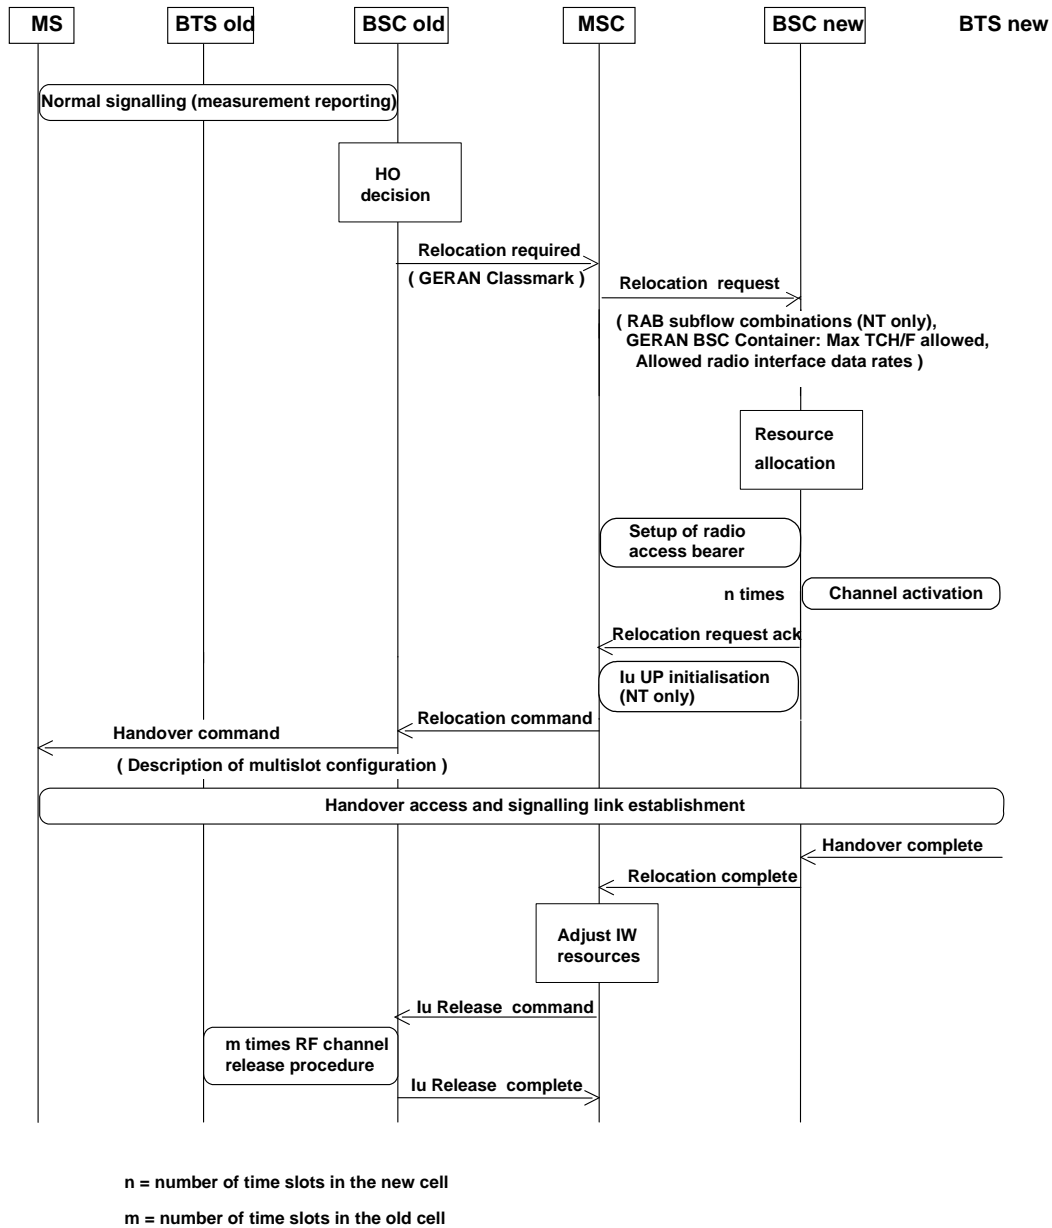 MS BTS old BSC old MSC BSC new BTS new
Normal signalling (measurement reporting)
HO
decision
Relocation required
( GERAN Classmark )
Relocation request
( RAB subflow combinations (NT only),
GERAN BSC Container: Max TCH/F allowed,
Allowed radio interface data rates )
Resource
allocation
Setup of radio
access bearer
n times Channel activation
Relocation request ack
Iu UP initialisation
(NT only)
Relocation command
Handover command
( Description of multislot configuration )
Handover access and signalling link establishment
Handover complete
Relocation complete
Adjust IW
resources
Iu Release command
m times RF channel
release procedure
Iu Release complete
n = number of time slots in the new cell
m = number of time slots in the old cell